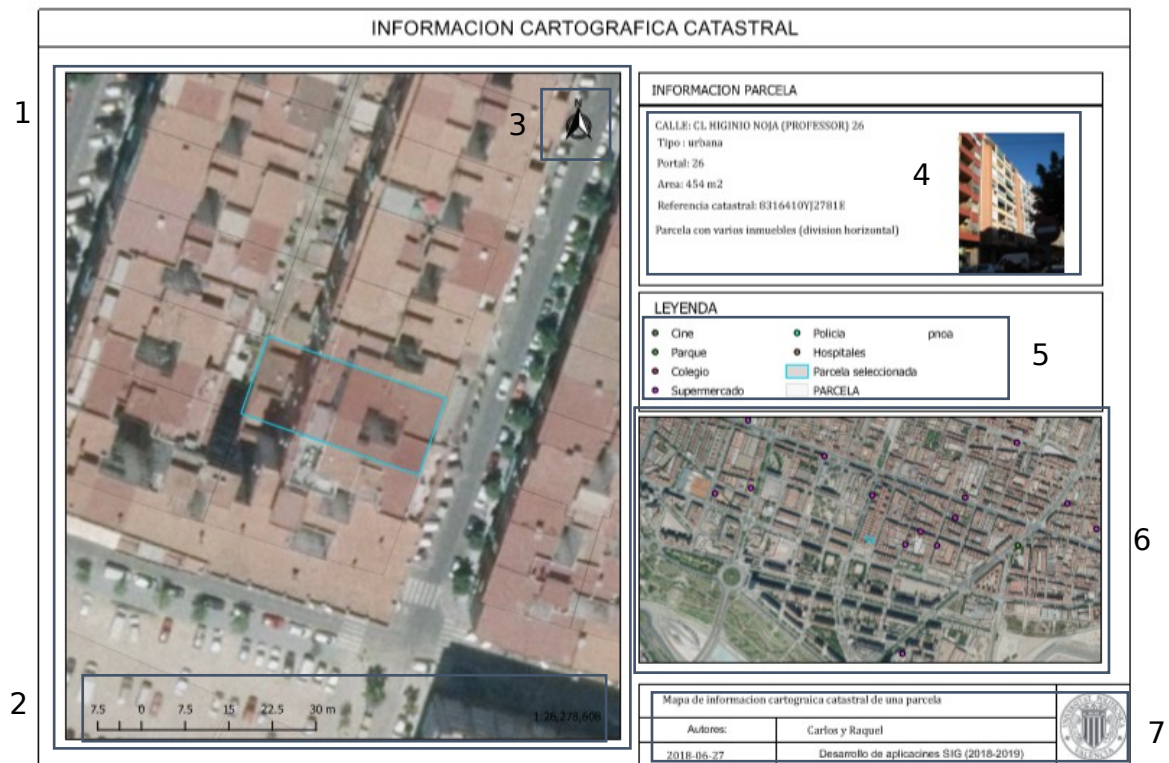 INFORMACION CARTOGRAFICA CATASTRAL
1
N
3
INFORMACION PARCELA
CALLE: CL HIGINIO NOJA (PROFESSOR) 26
Tipo : urbana
Portal: 26
Area: 454 m2
Referencia catastral: 8316410YJ2781E
Parcela con varios inmuebles (division horizontal)
4
LEYENDA
Cine
Parque
Colegio
Supermercado
Policia
Hospitales
Parcela seleccionada
PARCELA
pnoa
5
6
2
7.5 0 7.5 15 22.5 30 m
1:26,278,608
Mapa de informacion cartograica catastral de una parcela
Autores: Carlos y Raquel
2018-06-27 Desarrollo de aplicacines SIG (2018-2019)
7